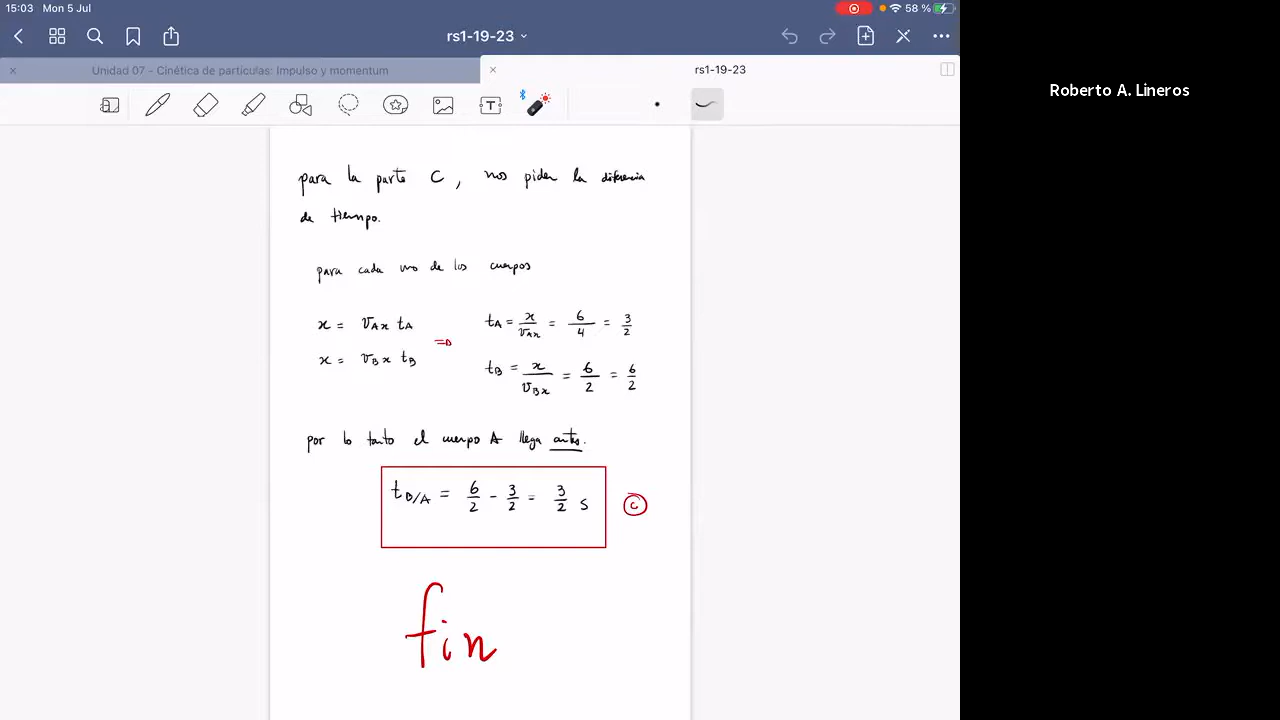 15:03 Mon 5 Jul
58 %
rs1-19-23
Unidad 07 - Cinética de partículas: Impulso y momentum
rs1-19-23
Roberto A. Lineros
para la parte C, nos piden la diferencia
de tiempo.
para cada uno de los cuerpos
x = vAx tA
x = vBx tB
⇒
tA = x/vAx = 6/4 = 3/2
tB = x/vBx = 6/2 = 6/2
por lo tanto el cuerpo A llega antes.
tB/A = 6/2 - 3/2 = 3/2 s
C
fin